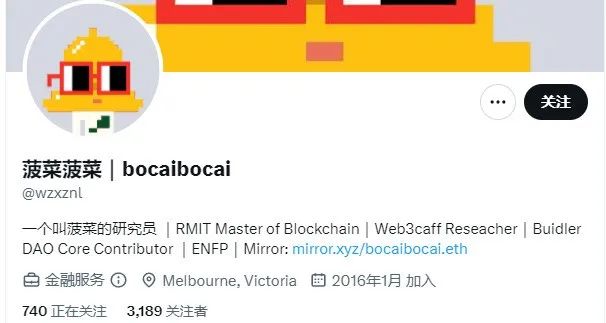 关注
菠菜菠菜｜bocaibocai
@wzxznl
一个叫菠菜的研究员 ｜RMIT Master of Blockchain｜Web3caff Reseacher｜Buidler
DAO Core Contributor ｜ENFP｜Mirror: mirror.xyz/bocaibocai.eth
金融服务 Melbourne, Victoria 2016年1月 加入
740 正在关注 3,189 关注者